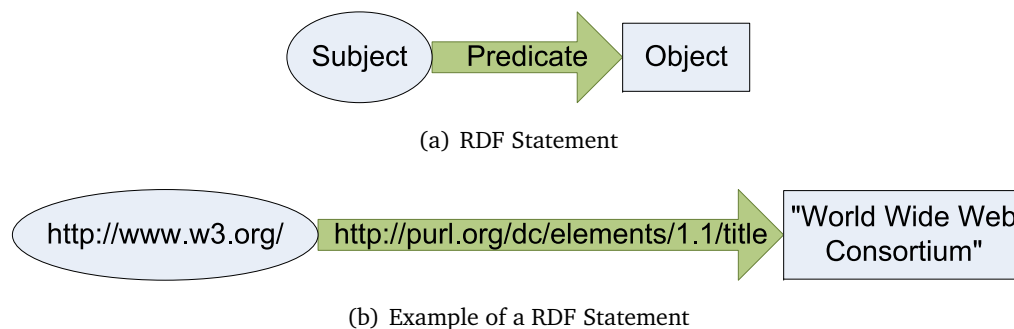 Subject Predicate Object
(a) RDF Statement
http://www.w3.org/ http://purl.org/dc/elements/1.1/title "World Wide Web
Consortium"
(b) Example of a RDF Statement